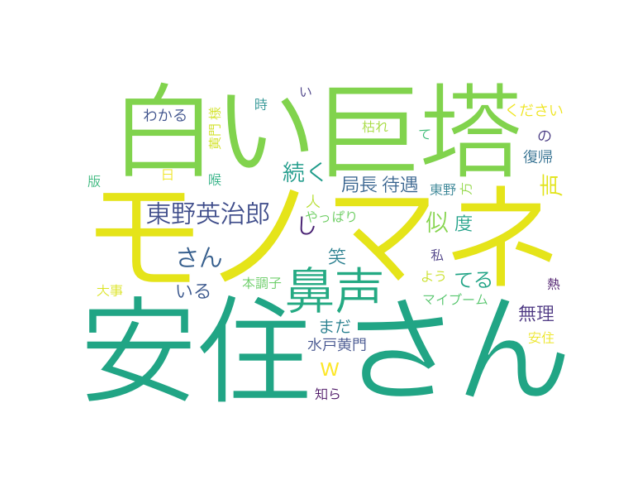 白い巨塔
わかる
黄門 様
時
い
枯れ
て
ください
の
復帰
版
日
喉
続く
局長 待遇
東野
方
声
モノマネ
東野英治郎
し
人
やっぱり
似
度
さん
笑
私
大事
いる
本調子
鼻声
よう
てる
マイブーム
熱
安住 さん
まだ
水戸黄門
無理
安住
w
知ら